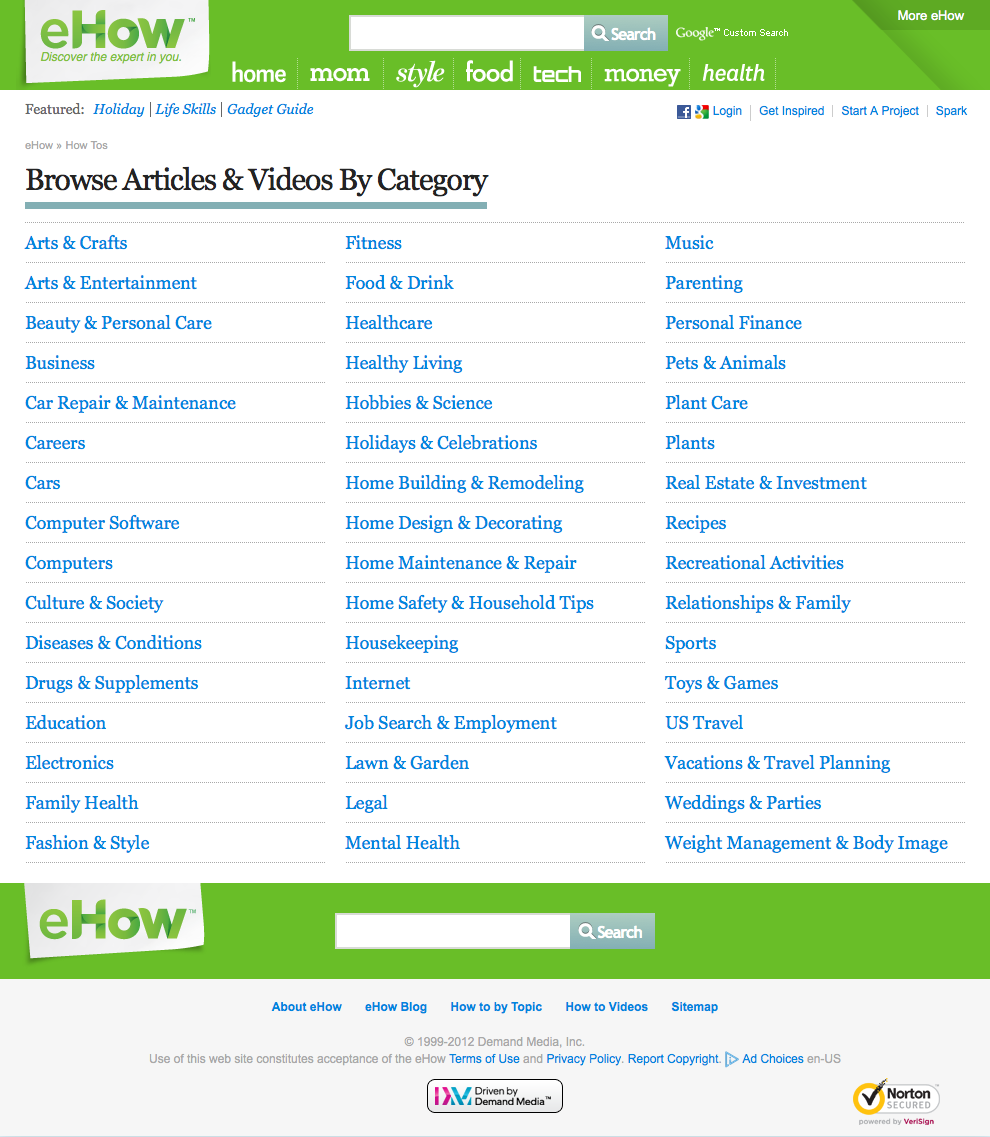 eHow™
Discover the expert in you.
Search
Google™ Custom Search
More eHow
home mom style food tech money health
Featured: Holiday | Life Skills | Gadget Guide
Login | Get Inspired | Start A Project | Spark
eHow » How Tos
Browse Articles & Videos By Category
Arts & Crafts
Arts & Entertainment
Beauty & Personal Care
Business
Car Repair & Maintenance
Careers
Cars
Computer Software
Computers
Culture & Society
Diseases & Conditions
Drugs & Supplements
Education
Electronics
Family Health
Fashion & Style
Fitness
Food & Drink
Healthcare
Healthy Living
Hobbies & Science
Holidays & Celebrations
Home Building & Remodeling
Home Design & Decorating
Home Maintenance & Repair
Home Safety & Household Tips
Housekeeping
Internet
Job Search & Employment
Lawn & Garden
Legal
Mental Health
Music
Parenting
Personal Finance
Pets & Animals
Plant Care
Plants
Real Estate & Investment
Recipes
Recreational Activities
Relationships & Family
Sports
Toys & Games
US Travel
Vacations & Travel Planning
Weddings & Parties
Weight Management & Body Image
eHow™
Search
About eHow eHow Blog How to by Topic How to Videos Sitemap
© 1999-2012 Demand Media, Inc.
Use of this web site constitutes acceptance of the eHow Terms of Use and Privacy Policy. Report Copyright. Ad Choices en-US
DM Driven by
Demand Media™
Norton
SECURED
powered by VeriSign